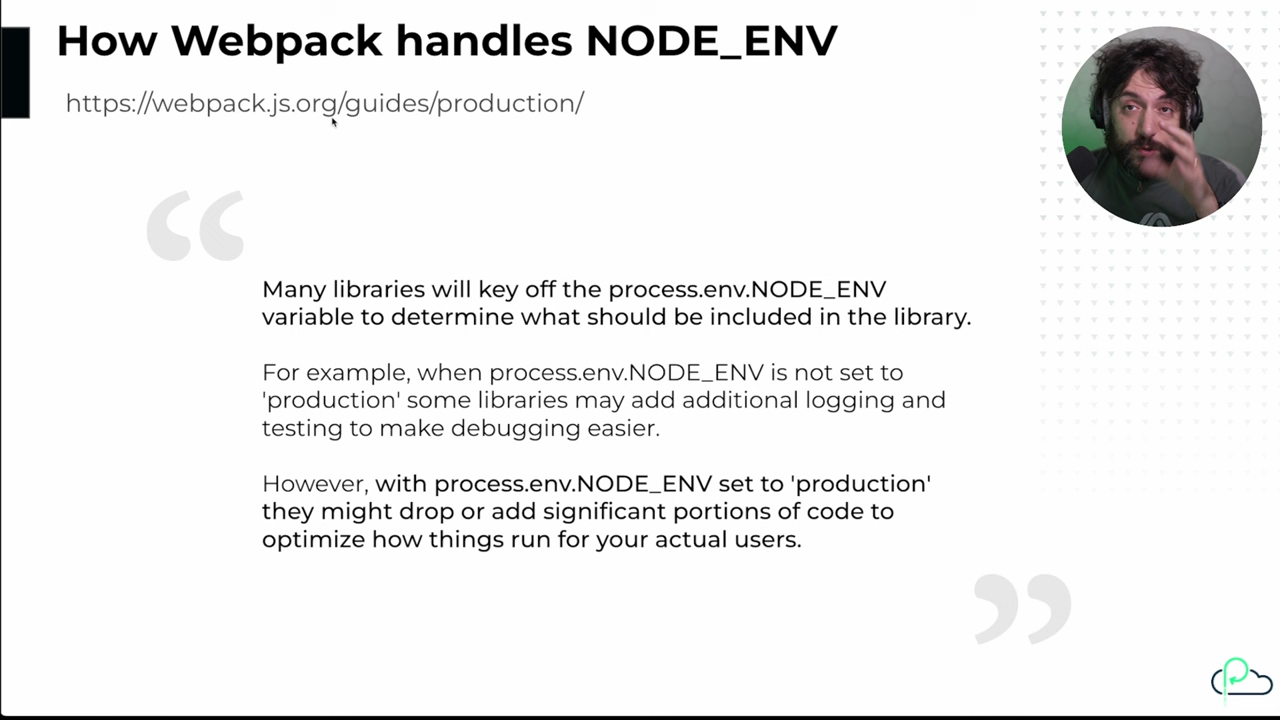 How Webpack handles NODE_ENV
https://webpack.js.org/guides/production/
“
Many libraries will key off the process.env.NODE_ENV
variable to determine what should be included in the library.
For example, when process.env.NODE_ENV is not set to
'production' some libraries may add additional logging and
testing to make debugging easier.
However, with process.env.NODE_ENV set to 'production'
they might drop or add significant portions of code to
optimize how things run for your actual users.
”